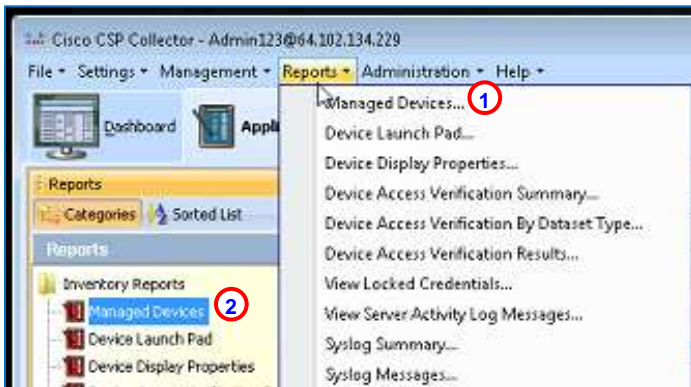 Cisco CSP Collector - Admin123@64.102.134.229
File Settings Management Reports Administration Help
Dashboard Appli
Managed Devices... 1
Device Launch Pad...
Device Display Properties...
Device Access Verification Summary...
Device Access Verification By Dataset Type...
Device Access Verification Results...
View Locked Credentials...
View Server Activity Log Messages...
Syslog Summary...
Syslog Messages...
Reports
Categories Sorted List
Reports
Inventory Reports
Managed Devices 2
Device Launch Pad
Device Display Properties